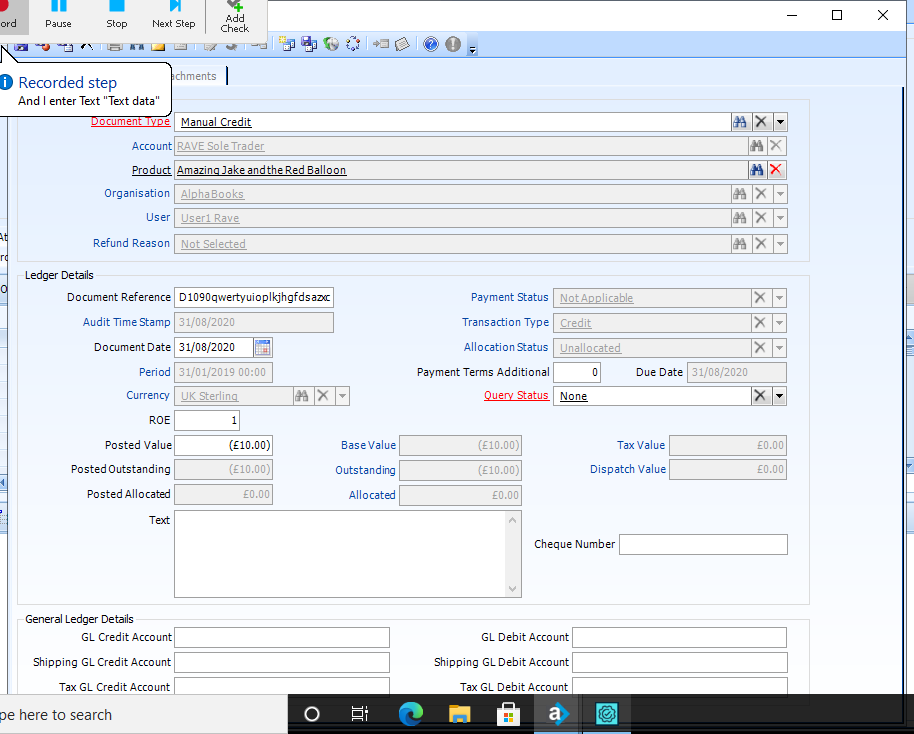 ord Pause Stop Next Step Add
Check
Recorded step
And I enter Text "Text data"
achments
Document Type Manual Credit
Account RAVE Sole Trader
Product Amazing Jake and the Red Balloon
Organisation AlphaBooks
User User1 Rave
Refund Reason Not Selected
Ledger Details
Document Reference D1090qwertyuioplkjhgfdsazxc Payment Status Not Applicable
Audit Time Stamp 31/08/2020 Transaction Type Credit
Document Date 31/08/2020 Allocation Status Unallocated
Period 31/01/2019 00:00 Payment Terms Additional 0 Due Date 31/08/2020
Currency UK Sterling Query Status None
ROE 1
Posted Value (£10.00) Base Value (£10.00) Tax Value £0.00
Posted Outstanding (£10.00) Outstanding (£10.00) Dispatch Value £0.00
Posted Allocated £0.00 Allocated £0.00
Text
Cheque Number
General Ledger Details
GL Credit Account GL Debit Account
Shipping GL Credit Account Shipping GL Debit Account
Tax GL Credit Account Tax GL Debit Account
pe here to search